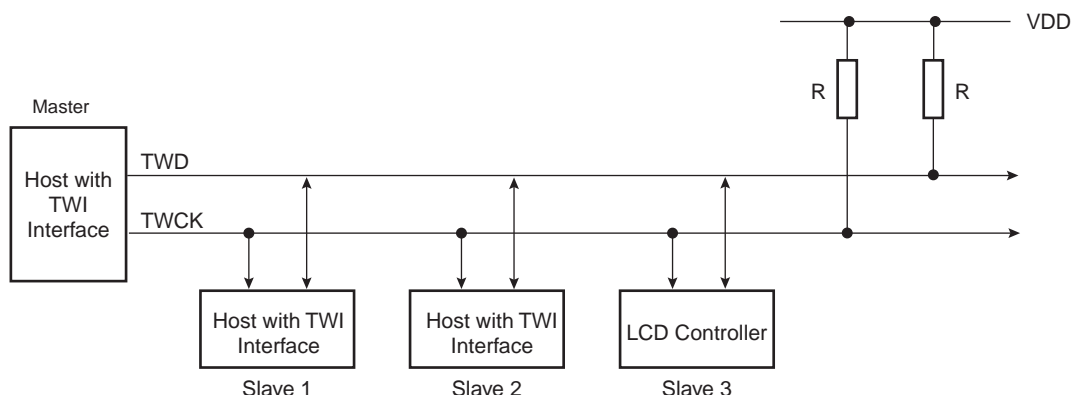 VDD
R
R
Master
Host with
TWI
Interface
TWD
TWCK
Host with TWI
Interface
Slave 1
Host with TWI
Interface
Slave 2
LCD Controller
Slave 3